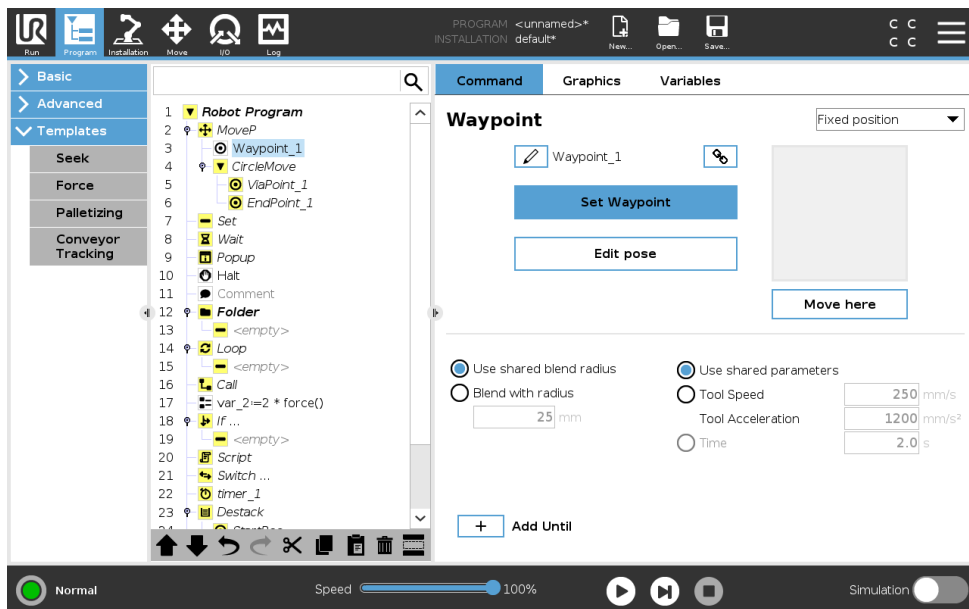 PROGRAM <unnamed>*
INSTALLATION default*
Run
Program
Installation
Move
I/O
Log
New...
Open...
Save...
C C
C C
Basic
Advanced
Templates
Seek
Force
Palletizing
Conveyor
Tracking
1 Robot Program
2 MoveP
3 Waypoint_1
4 CircleMove
5 ViaPoint_1
6 EndPoint_1
7 Set
8 Wait
9 Popup
10 Halt
11 Comment
12 Folder
13 <empty>
14 Loop
15 <empty>
16 Call
17 var_2:=2 * force()
18 If ...
19 <empty>
20 Script
21 Switch ...
22 timer_1
23 Destack
Command Graphics Variables
Waypoint
Fixed position
Waypoint_1
Set Waypoint
Edit pose
Move here
Use shared blend radius
Blend with radius
25 mm
Use shared parameters
Tool Speed 250 mm/s
Tool Acceleration 1200 mm/s²
Time 2.0 s
+ Add Until
Normal
Speed 100%
Simulation